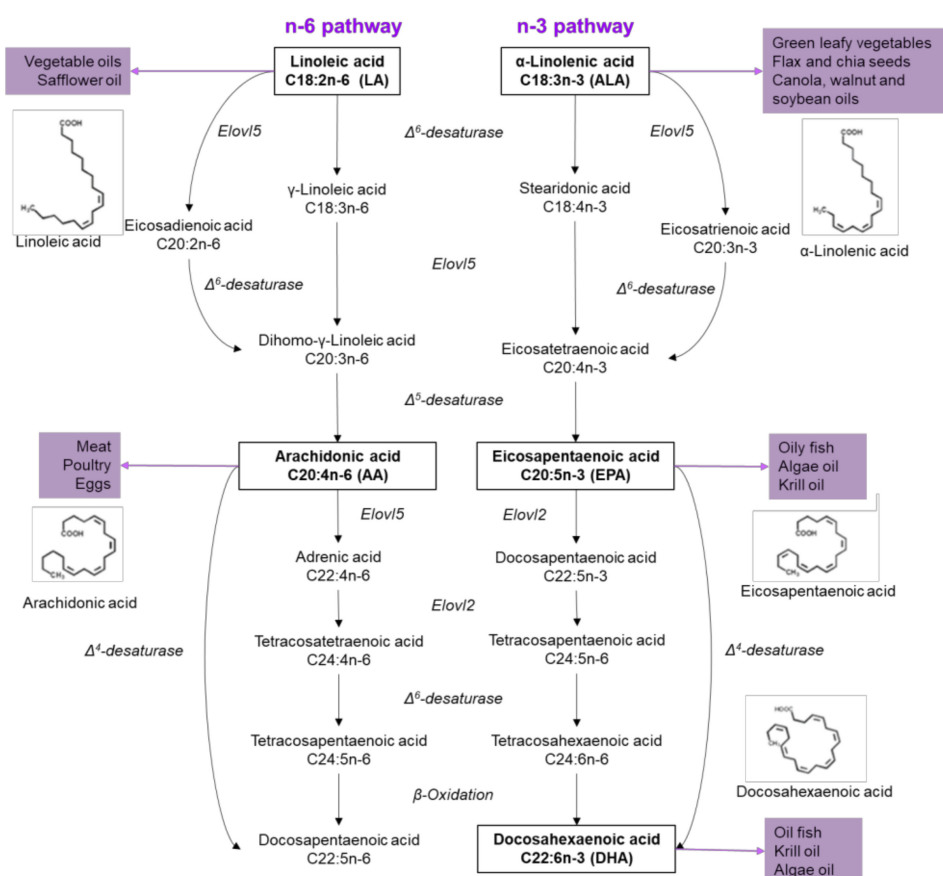 n-6 pathway
n-3 pathway
Vegetable oils
Safflower oil
Linoleic acid
C18:2n-6 (LA)
α-Linolenic acid
C18:3n-3 (ALA)
Green leafy vegetables
Flax and chia seeds
Canola, walnut and
soybean oils
COOH
H₃C
Linoleic acid
Elovl5
Δ⁶-desaturase
Elovl5
COOH
H₃C
α-Linolenic acid
γ-Linoleic acid
C18:3n-6
Stearidonic acid
C18:4n-3
Eicosadienoic acid
C20:2n-6
Eicosatrienoic acid
C20:3n-3
Elovl5
Δ⁶-desaturase
Δ⁶-desaturase
Dihomo-γ-Linoleic acid
C20:3n-6
Eicosatetraenoic acid
C20:4n-3
Δ⁵-desaturase
Meat
Poultry
Eggs
Arachidonic acid
C20:4n-6 (AA)
Eicosapentaenoic acid
C20:5n-3 (EPA)
Oily fish
Algae oil
Krill oil
COOH
CH₃
Arachidonic acid
Elovl5
Elovl2
COOH
CH₃
Eicosapentaenoic acid
Adrenic acid
C22:4n-6
Docosapentaenoic acid
C22:5n-3
Elovl2
Δ⁴-desaturase
Tetracosatetraenoic acid
C24:4n-6
Tetracosapentaenoic acid
C24:5n-6
Δ⁴-desaturase
Δ⁶-desaturase
Tetracosapentaenoic acid
C24:5n-6
Tetracosahexaenoic acid
C24:6n-6
HOOC
CH₃
Docosahexaenoic acid
β-Oxidation
Docosapentaenoic acid
C22:5n-6
Docosahexaenoic acid
C22:6n-3 (DHA)
Oil fish
Krill oil
Algae oil